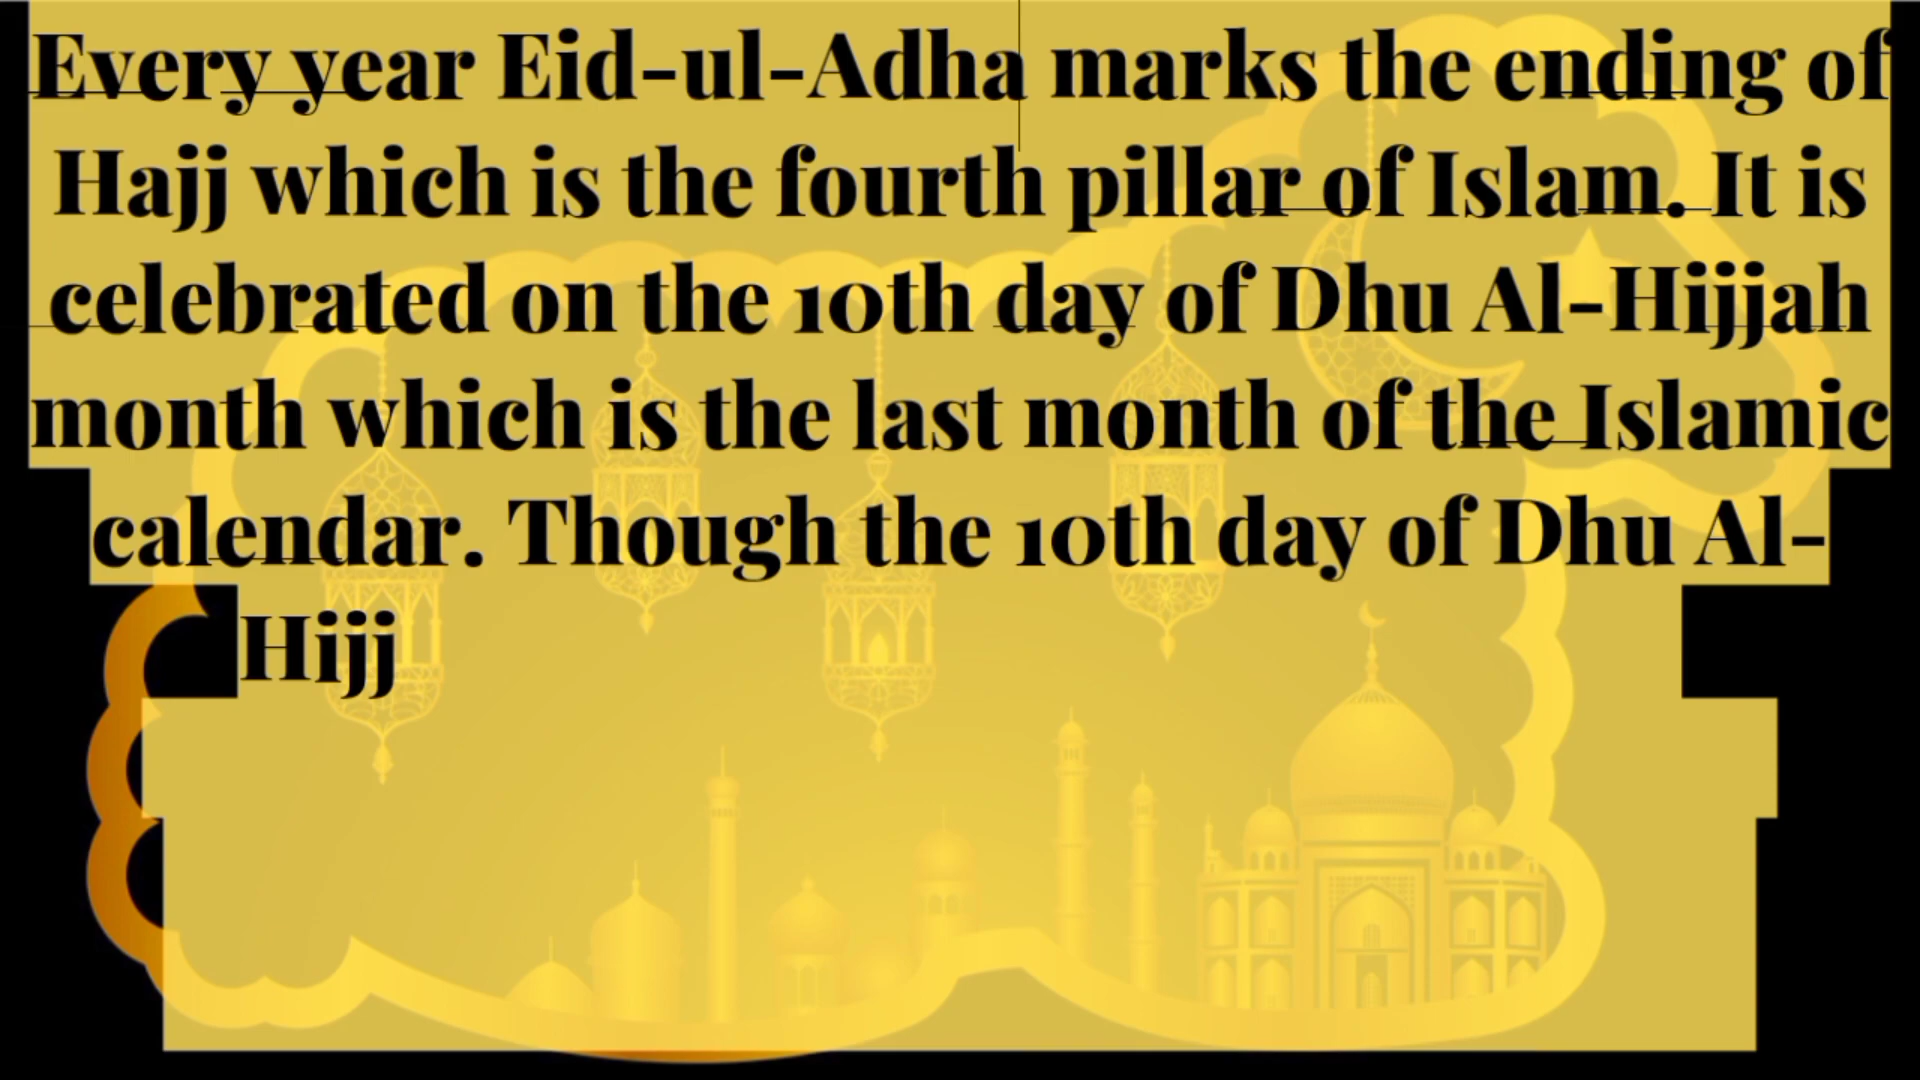 Every year Eid-ul-Adha marks the ending of
Hajj which is the fourth pillar of Islam. It is
celebrated on the 10th day of Dhu Al-Hijjah
month which is the last month of the Islamic
calendar. Though the 10th day of Dhu Al-
Hijj